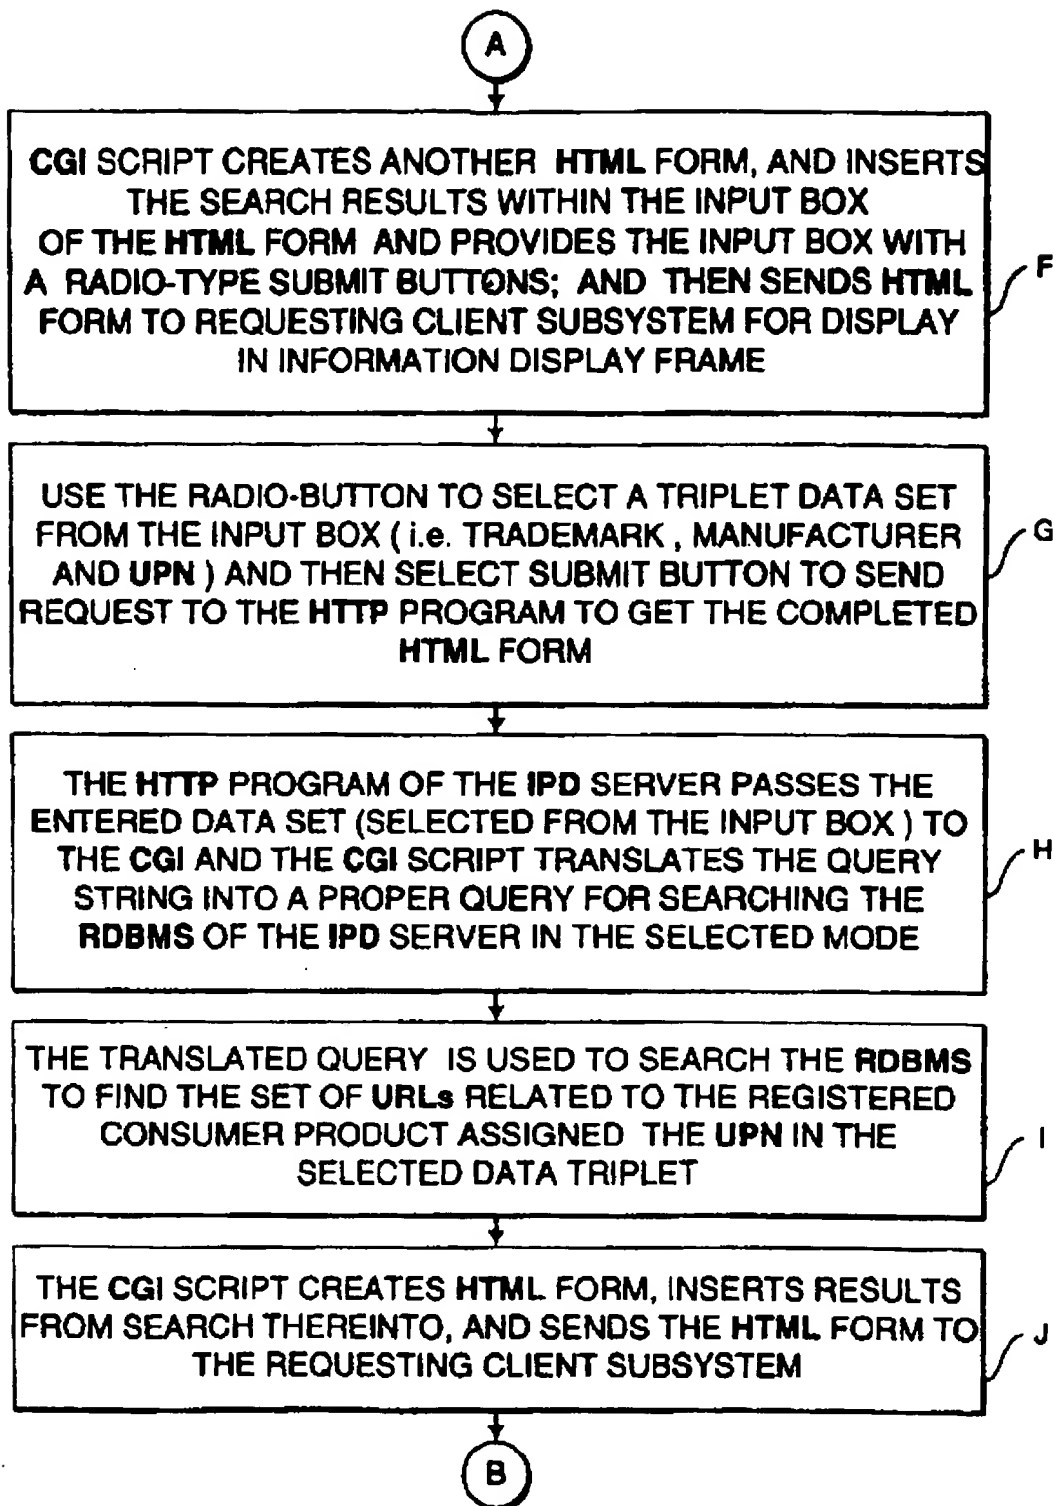 A
CGI SCRIPT CREATES ANOTHER HTML FORM, AND INSERTS
THE SEARCH RESULTS WITHIN THE INPUT BOX
OF THE HTML FORM AND PROVIDES THE INPUT BOX WITH
A RADIO-TYPE SUBMIT BUTTONS; AND THEN SENDS HTML
FORM TO REQUESTING CLIENT SUBSYSTEM FOR DISPLAY
IN INFORMATION DISPLAY FRAME
F
USE THE RADIO-BUTTON TO SELECT A TRIPLET DATA SET
FROM THE INPUT BOX ( i.e. TRADEMARK , MANUFACTURER
AND UPN ) AND THEN SELECT SUBMIT BUTTON TO SEND
REQUEST TO THE HTTP PROGRAM TO GET THE COMPLETED
HTML FORM
G
THE HTTP PROGRAM OF THE IPD SERVER PASSES THE
ENTERED DATA SET (SELECTED FROM THE INPUT BOX ) TO
THE CGI AND THE CGI SCRIPT TRANSLATES THE QUERY
STRING INTO A PROPER QUERY FOR SEARCHING THE
RDBMS OF THE IPD SERVER IN THE SELECTED MODE
H
THE TRANSLATED QUERY IS USED TO SEARCH THE RDBMS
TO FIND THE SET OF URLs RELATED TO THE REGISTERED
CONSUMER PRODUCT ASSIGNED THE UPN IN THE
SELECTED DATA TRIPLET
I
THE CGI SCRIPT CREATES HTML FORM, INSERTS RESULTS
FROM SEARCH THEREINTO, AND SENDS THE HTML FORM TO
THE REQUESTING CLIENT SUBSYSTEM
J
B